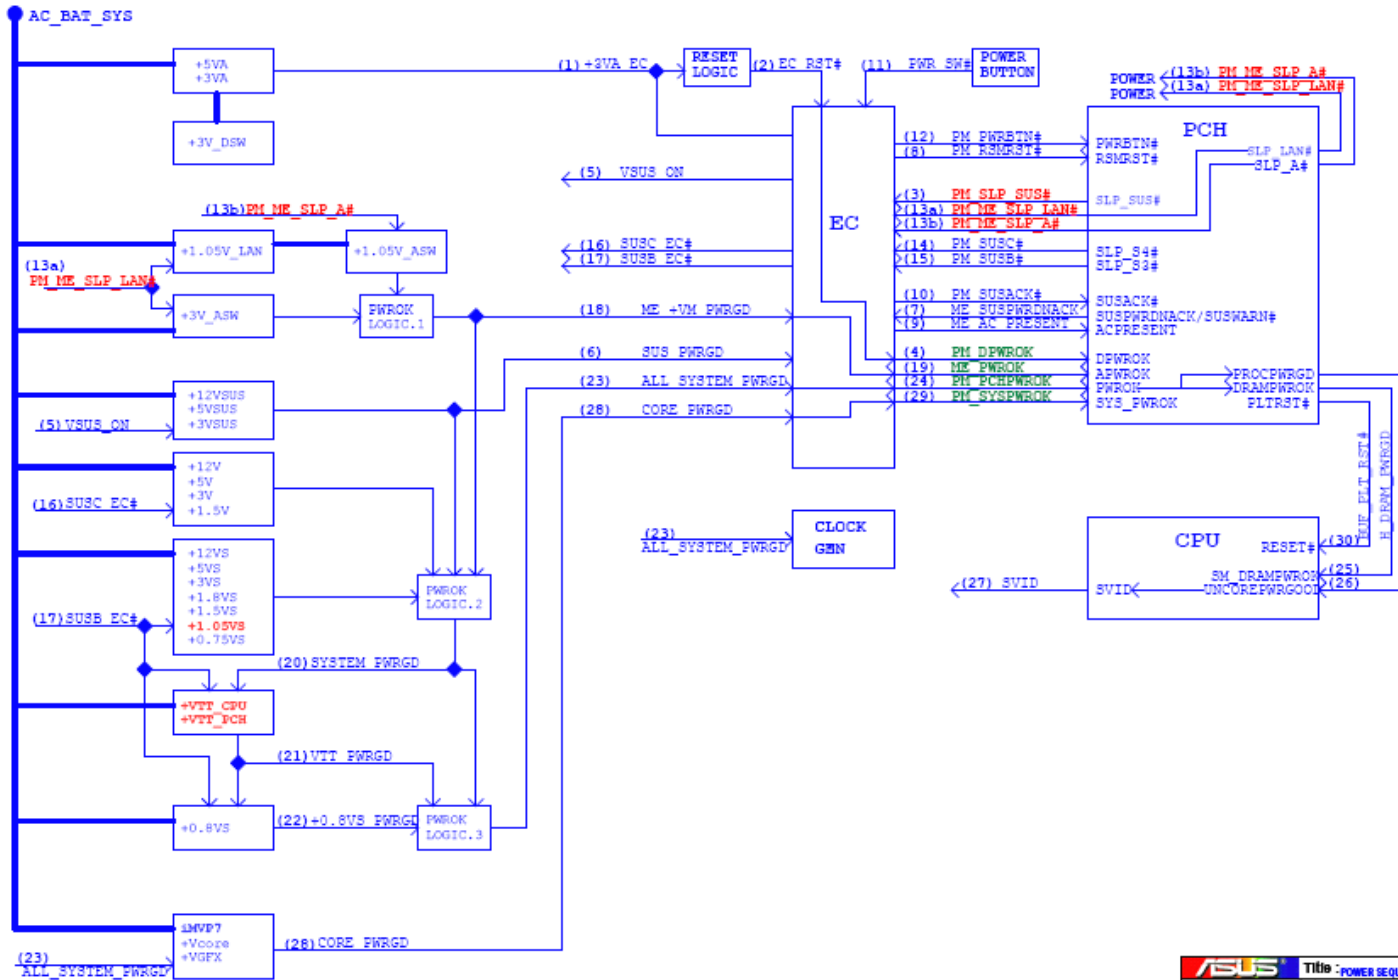 AC_BAT_SYS
+5VA
+3VA
+3V_DSW
(1) +3VA_EC
RESET
LOGIC
(2) EC_RST#
(11) PWR_SW#
POWER
BUTTON
POWER (13b) PM_ME_SLP_A#
POWER (13a) PM_ME_SLP_LAN#
PCH
(12) PM_PWRBTN# PWRBTN#
(8) PM_RSMRST# RSMRST#
SLP_LAN#
SLP_A#
(5) VSUS_ON
EC
(3) PM_SLP_SUS# SLP_SUS#
(13a) PM_ME_SLP_LAN#
(13b) PM_ME_SLP_A#
(13b) PM_ME_SLP_A#
+1.05V_LAN
+1.05V_ASW
(16) SUSC_EC#
(17) SUSB_EC#
(14) PM_SUSC# SLP_S4#
(15) PM_SUSB# SLP_S3#
(13a)
PM_ME_SLP_LAN#
+3V_ASW
PWROK
LOGIC.1
(18) ME_+VM_PWRGD
(10) PM_SUSACK# SUSACK#
(7) ME_SUSPWRDNACK SUSPWRDNACK/SUSWARN#
(9) ME_AC_PRESENT ACPRESENT
(6) SUS_PWRGD
(4) PM_DPWROK DPWROK
(19) ME_PWROK APWROK PROCPWRGD
(23) ALL_SYSTEM_PWRGD
(24) PM_PCHPWROK PWROK DRAMPWROK
(28) CORE_PWRGD
(29) PM_SYSPWROK SYS_PWROK PLTRST#
+12VSUS
+5VSUS
+3VSUS
(5) VSUS_ON
BUF_PLT_RST#
H_DRAM_PWRGD
+12V
+5V
+3V
+1.5V
(16) SUSC_EC#
(23)
ALL_SYSTEM_PWRGD
CLOCK
GEN
CPU
RESET# (30)
SM_DRAMPWROK (25)
(27) SVID SVID UNCOREPWRGOOD (26)
+12VS
+5VS
+3VS
+1.8VS
+1.5VS
+1.05VS
+0.75VS
(17) SUSB_EC#
PWROK
LOGIC.2
(20) SYSTEM_PWRGD
+VTT_CPU
+VTT_PCH
(21) VTT_PWRGD
+0.8VS
(22) +0.8VS_PWRGD
PWROK
LOGIC.3
iMVP7
+Vcore
+VGFX
(28) CORE_PWRGD
(23)
ALL_SYSTEM_PWRGD
ASUS Title : POWER SEQU